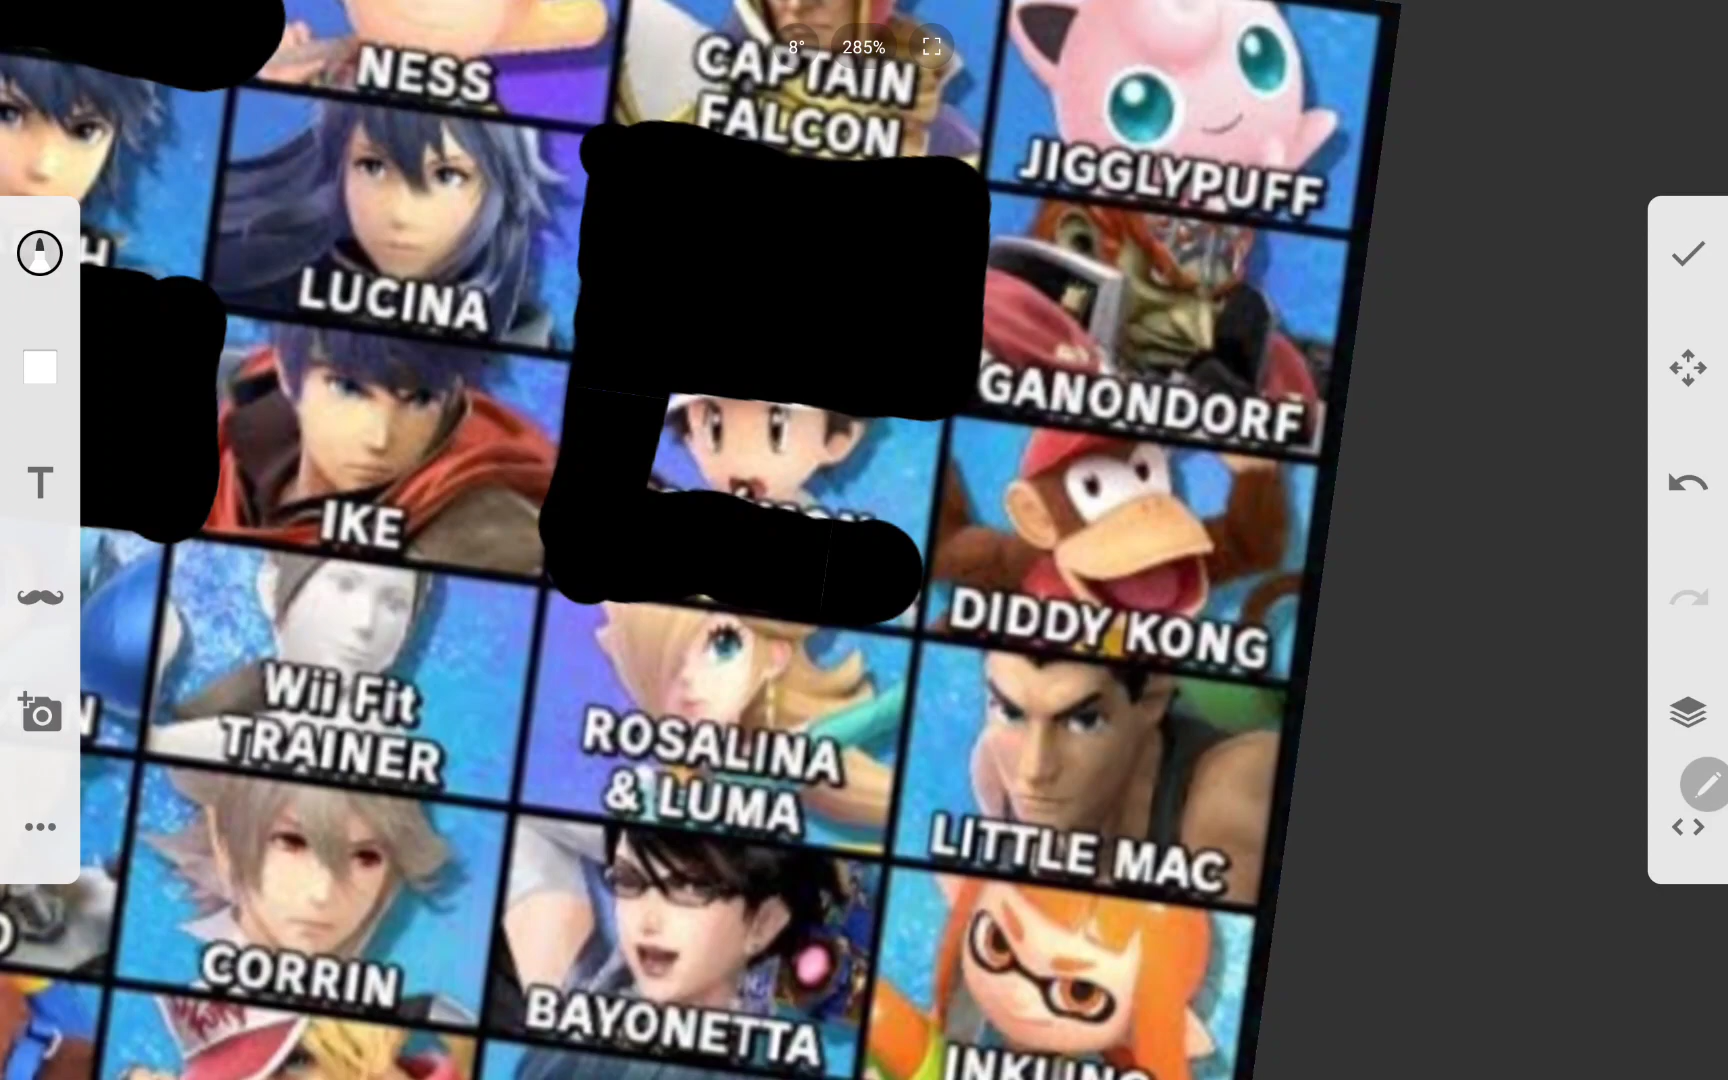 8° 285%
NESS
CAPTAIN
FALCON
JIGGLYPUFF
H
LUCINA
GANONDORF
IKE
DIDDY KONG
T
N
Wii Fit
TRAINER
ROSALINA
& LUMA
LITTLE MAC
CORRIN
BAYONETTA
INKLING